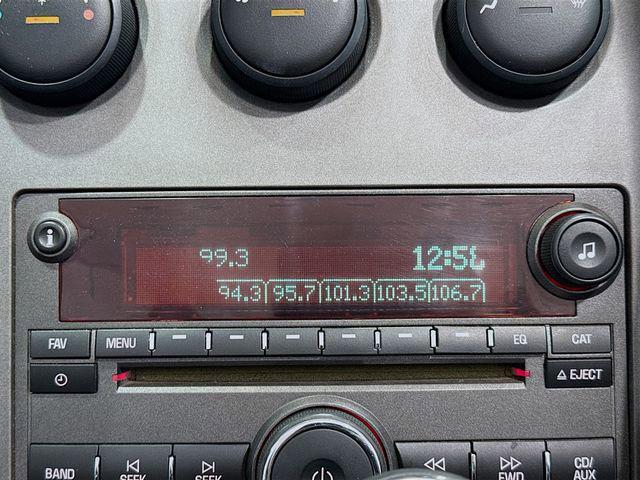 99.3 12:5
94.3 95.7 101.3 103.5 106.7
FAV MENU EQ CAT
EJECT
BAND SEEK SEEK FWD CD/
AUX